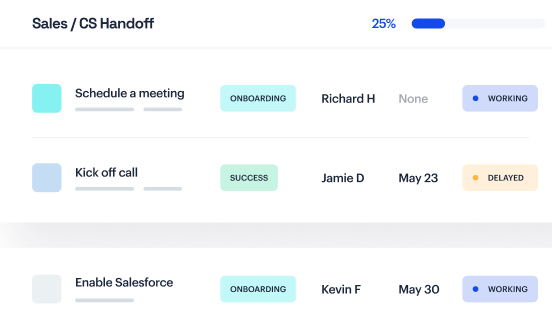 Sales / CS Handoff 25%
Schedule a meeting ONBOARDING Richard H None WORKING
Kick off call SUCCESS Jamie D May 23 DELAYED
Enable Salesforce ONBOARDING Kevin F May 30 WORKING